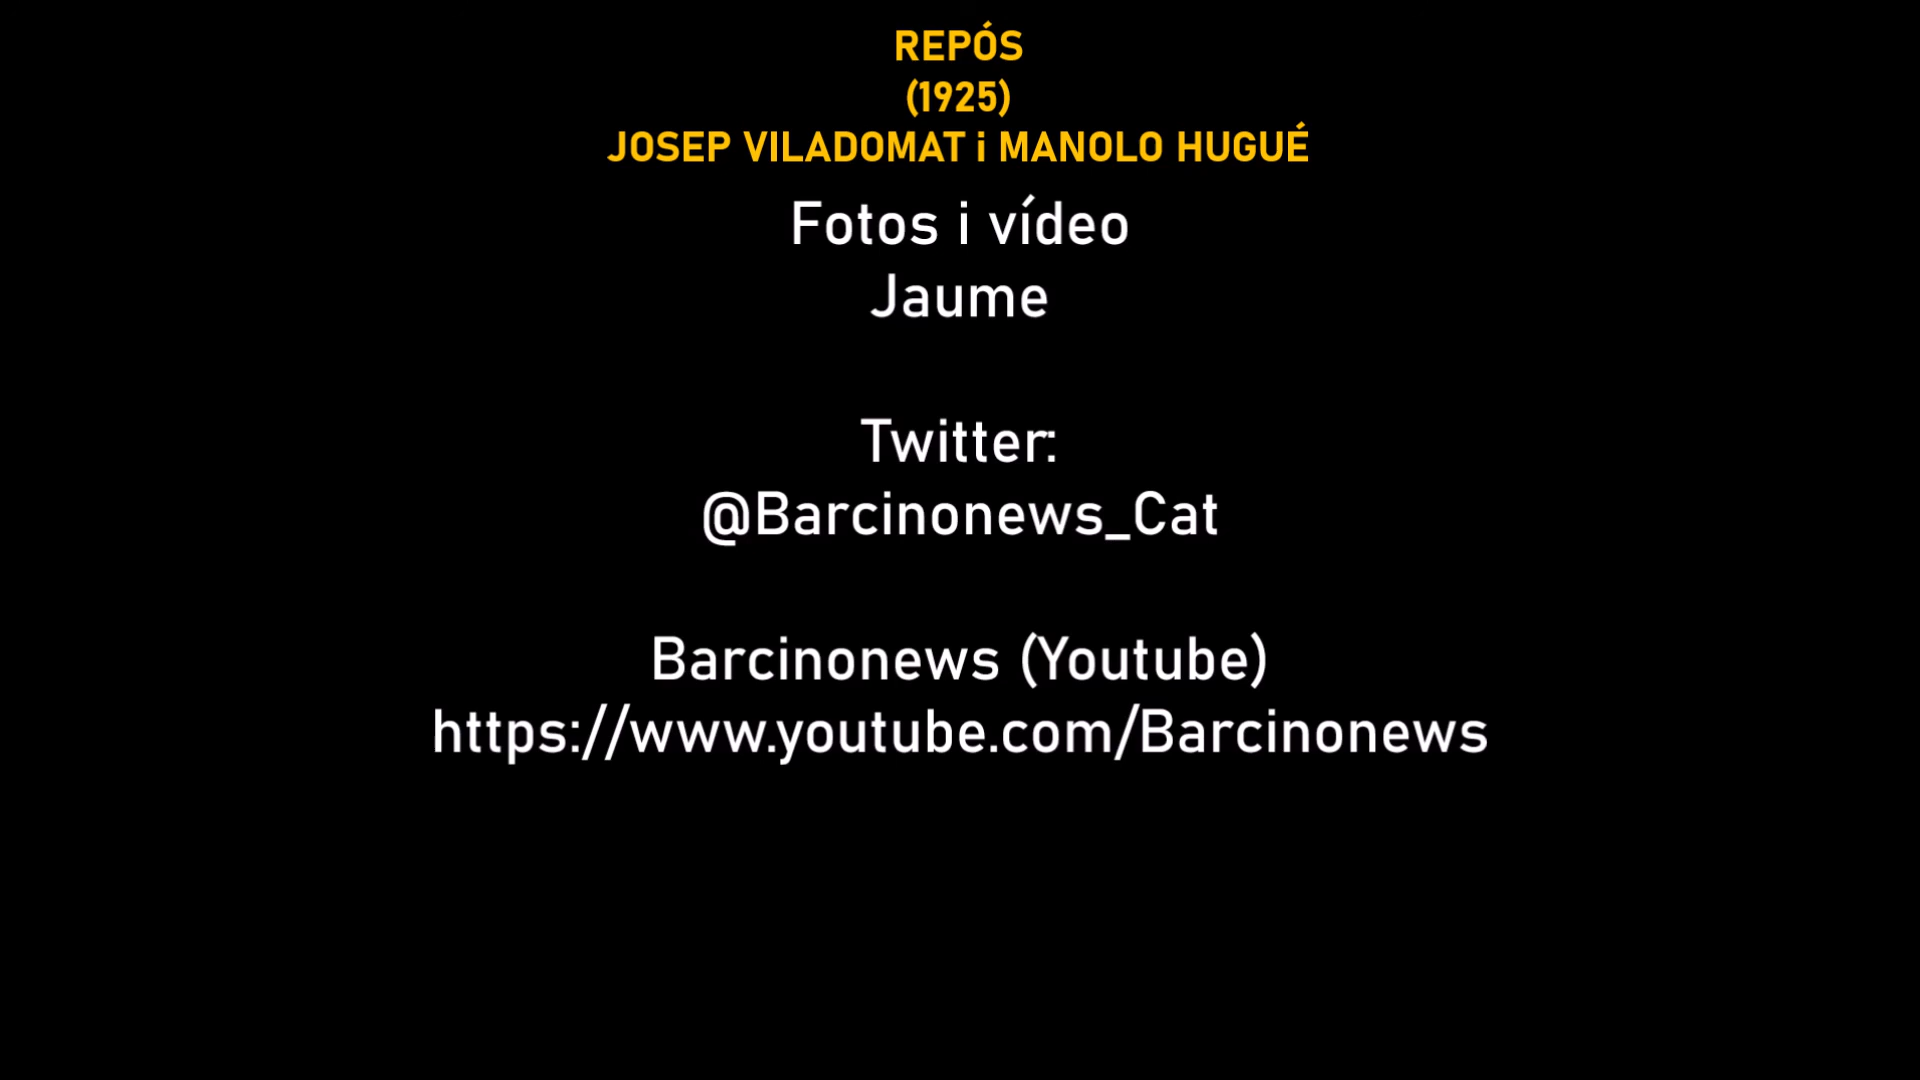 REPÓS
(1925)
JOSEP VILADOMAT i MANOLO HUGUÉ
Fotos i vídeo
Jaume
Twitter:
@Barcinonews_Cat
Barcinonews (Youtube)
https://www.youtube.com/Barcinonews